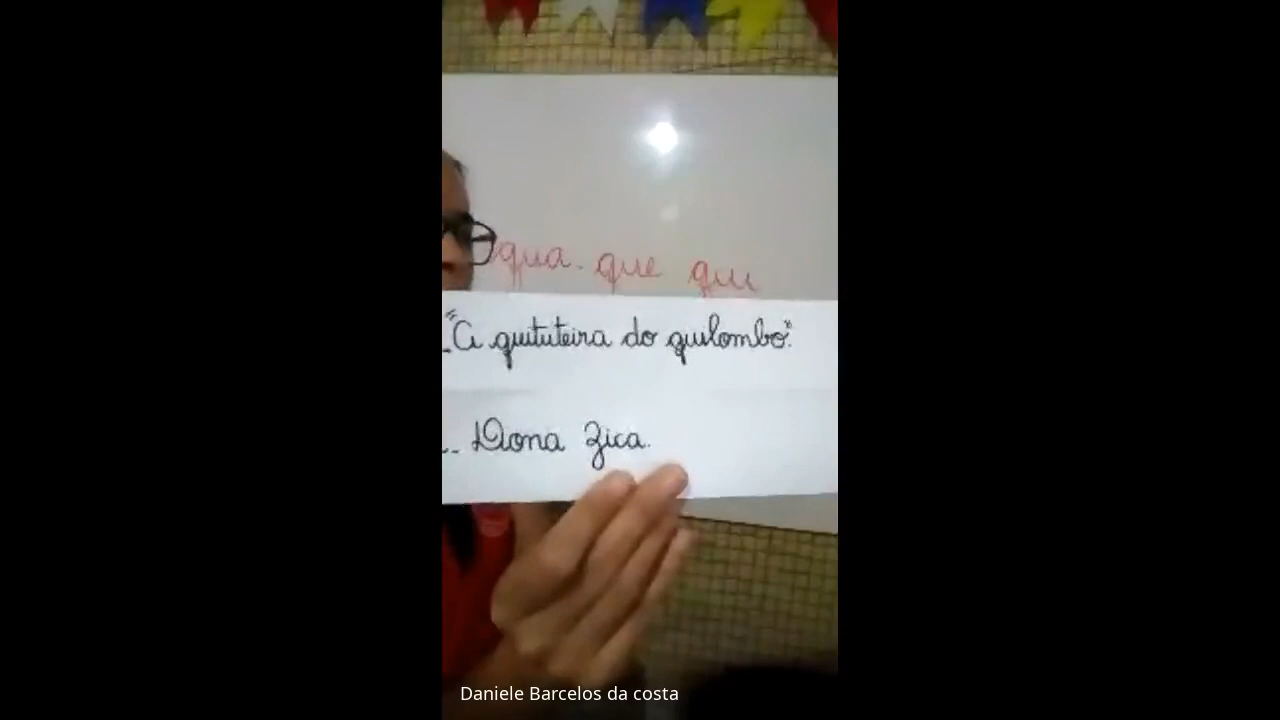 qua. que qui
"A quituteira do quilombo".
- Dona Zica.
Daniele Barcelos da costa